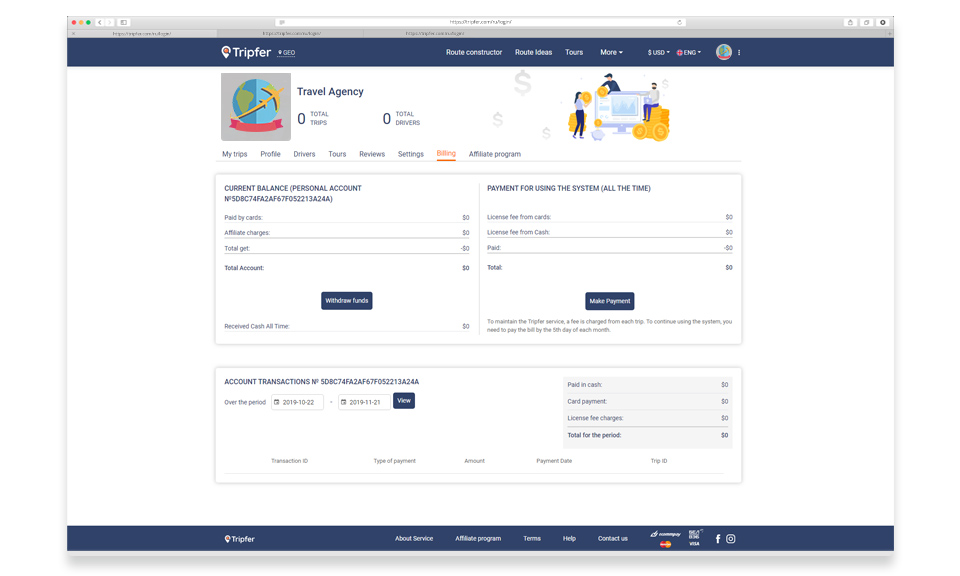 https://tripfer.com/ru/login/
https://tripfer.com/ru/login/ https://tripfer.com/ru/login/ https://tripfer.com/ru/login/
Tripfer GEO Route constructor Route Ideas Tours More $ USD ENG
Travel Agency
0 TOTAL TRIPS 0 TOTAL DRIVERS
My trips Profile Drivers Tours Reviews Settings Billing Affiliate program
CURRENT BALANCE (PERSONAL ACCOUNT
№5D8C74FA2AF67F052213A24A)
Paid by cards: $0
Affiliate charges: $0
Total get: -$0
Total Account: $0
Withdraw funds
Received Cash All Time: $0
PAYMENT FOR USING THE SYSTEM (ALL THE TIME)
License fee from cards: $0
License fee from Cash: $0
Paid: -$0
Total: $0
Make Payment
To maintain the Tripfer service, a fee is charged from each trip. To continue using the system, you
need to pay the bill by the 5th day of each month.
ACCOUNT TRANSACTIONS № 5D8C74FA2AF67F052213A24A
Over the period 2019-10-22 - 2019-11-21 View
Paid in cash: $0
Card payment: $0
License fee charges: $0
Total for the period: $0
Transaction ID Type of payment Amount Payment Date Trip ID
Tripfer About Service Affiliate program Terms Help Contact us ecommpay VISA